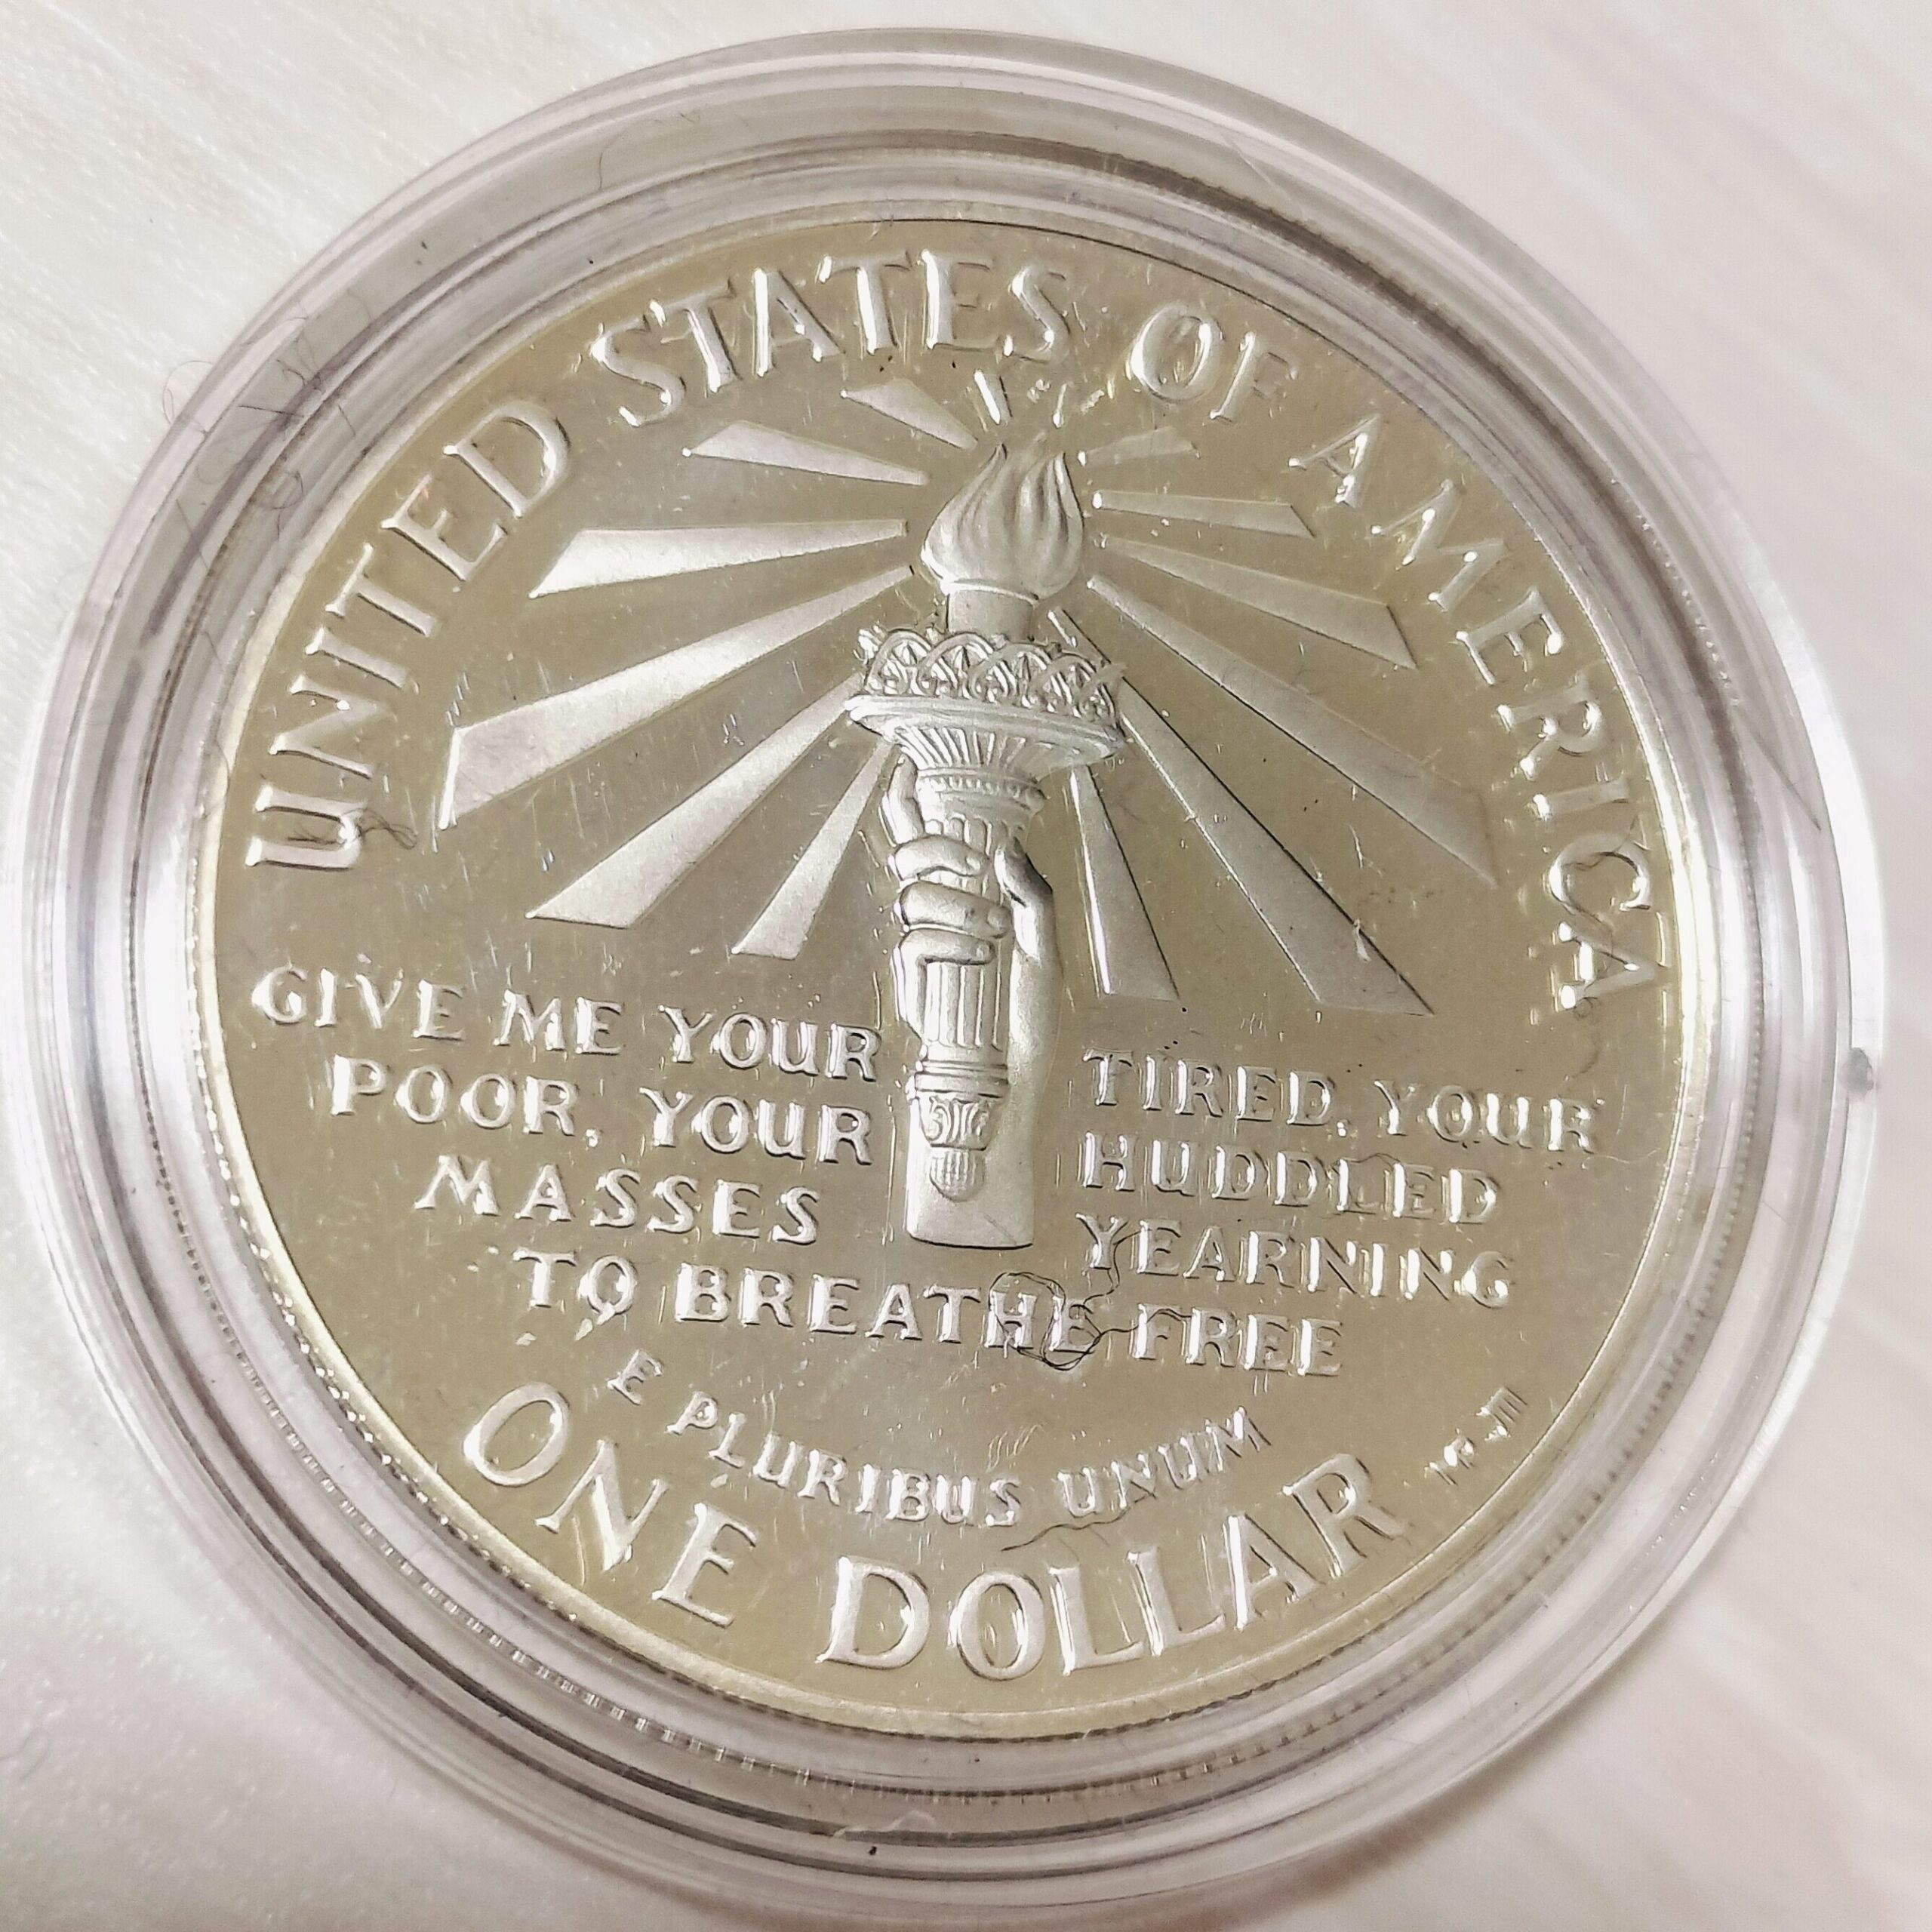 UNITED STATES OF AMERICA
GIVE ME YOUR TIRED, YOUR
POOR, YOUR HUDDLED
MASSES YEARNING
TO BREATHE FREE
E PLURIBUS UNUM
ONE DOLLAR